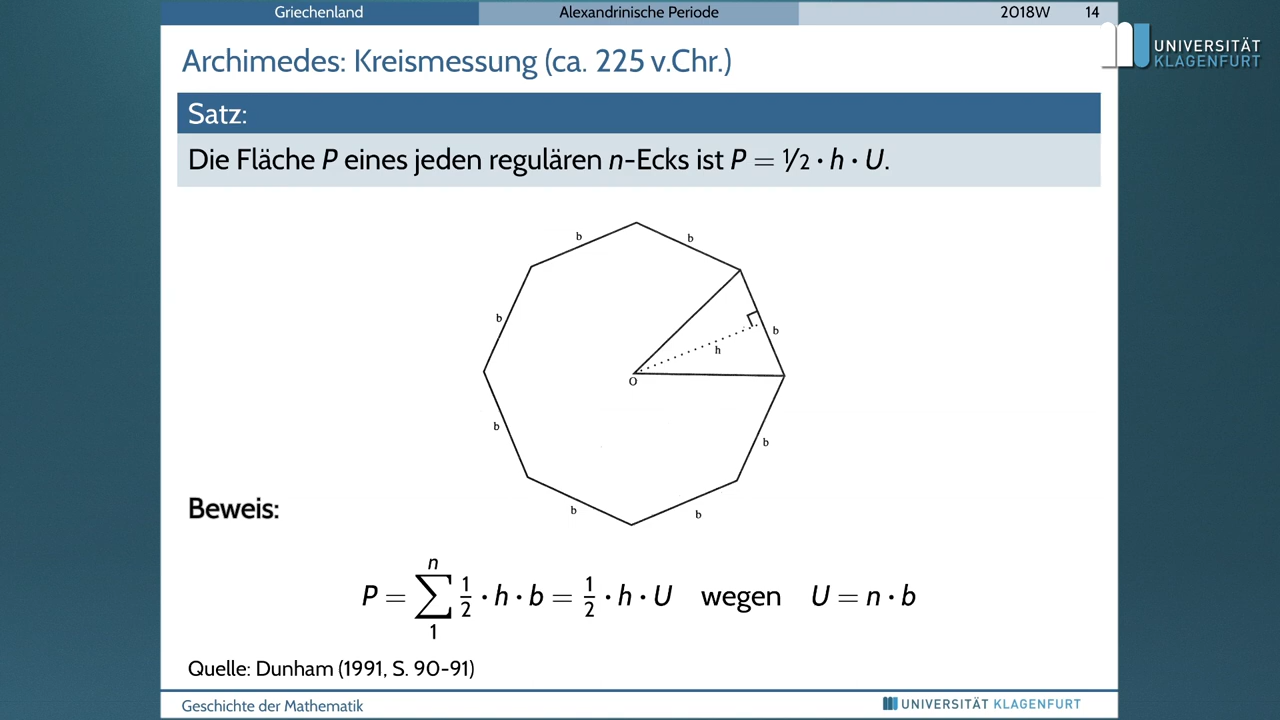 Griechenland Alexandrinische Periode 2018W 14
UNIVERSITÄT
KLAGENFURT
Archimedes: Kreismessung (ca. 225 v.Chr.)
Satz:
Die Fläche P eines jeden regulären n-Ecks ist P = ½ · h · U.
b b
b b
h
O
b b
b b
Beweis:
P = ∑₁ⁿ ½ · h · b = ½ · h · U wegen U = n · b
Quelle: Dunham (1991, S. 90-91)
Geschichte der Mathematik UNIVERSITÄT KLAGENFURT